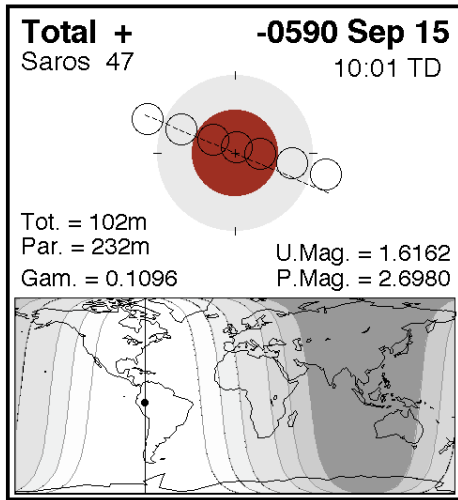 Total +
-0590 Sep 15
Saros 47
10:01 TD
Tot. = 102m
Par. = 232m
Gam. = 0.1096
U.Mag. = 1.6162
P.Mag. = 2.6980